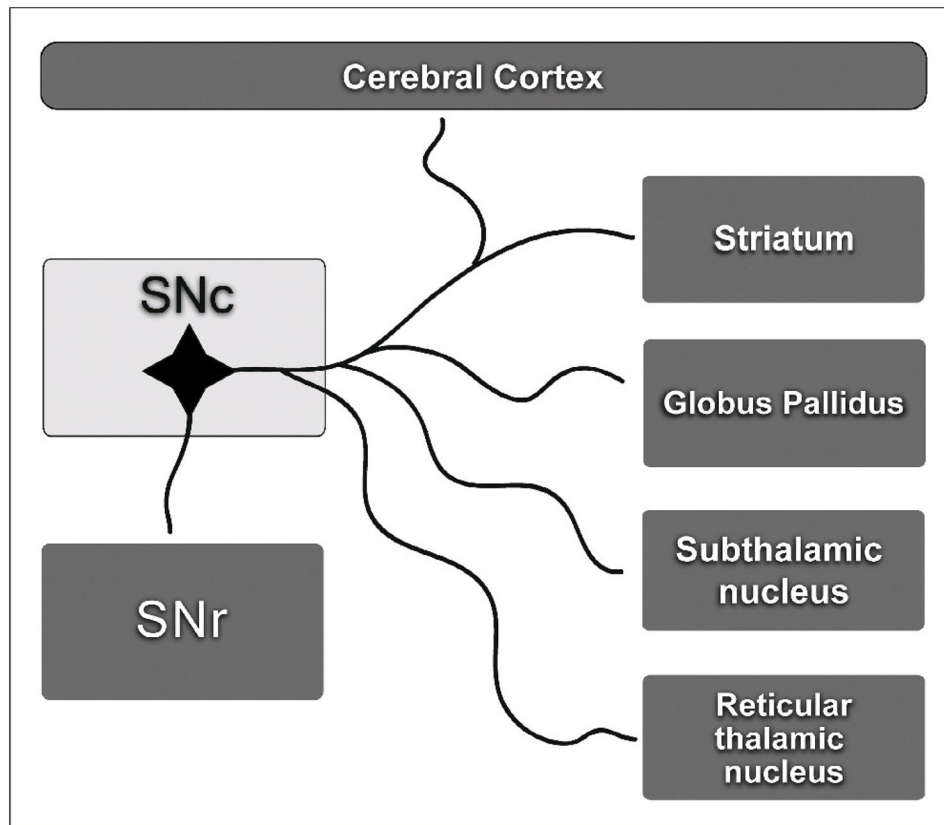 Cerebral Cortex
Striatum
SNc
Globus Pallidus
Subthalamic
nucleus
SNr
Reticular
thalamic
nucleus